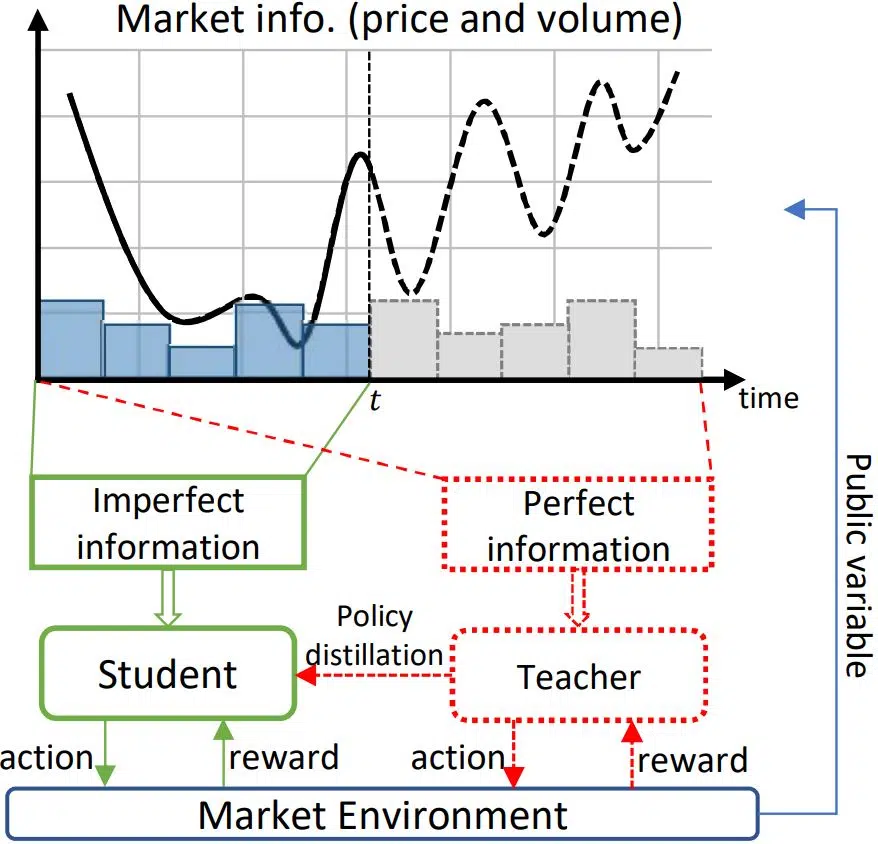 Market info. (price and volume)
t
time
Imperfect
information
Perfect
information
Public variable
Policy
distillation
Student
Teacher
action
reward
action
reward
Market Environment